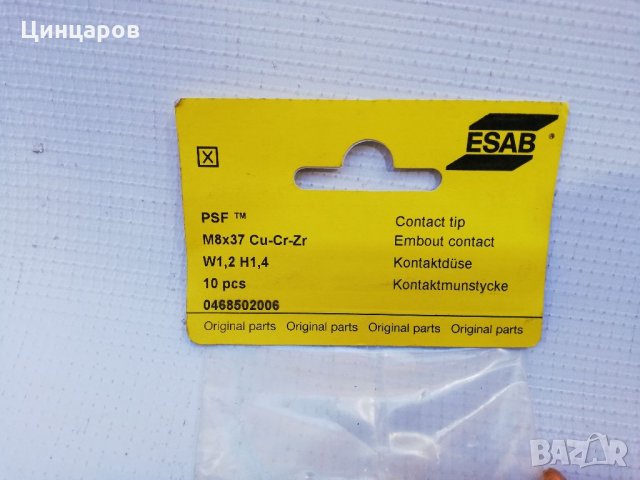 Цинцаров
ESAB ®
X
PSF ™
M8x37 Cu-Cr-Zr
W1,2 H1,4
10 pcs
0468502006
Contact tip
Embout contact
Kontaktdüse
Kontaktmunstycke
Original parts Original parts Original parts Original parts
BAZAR